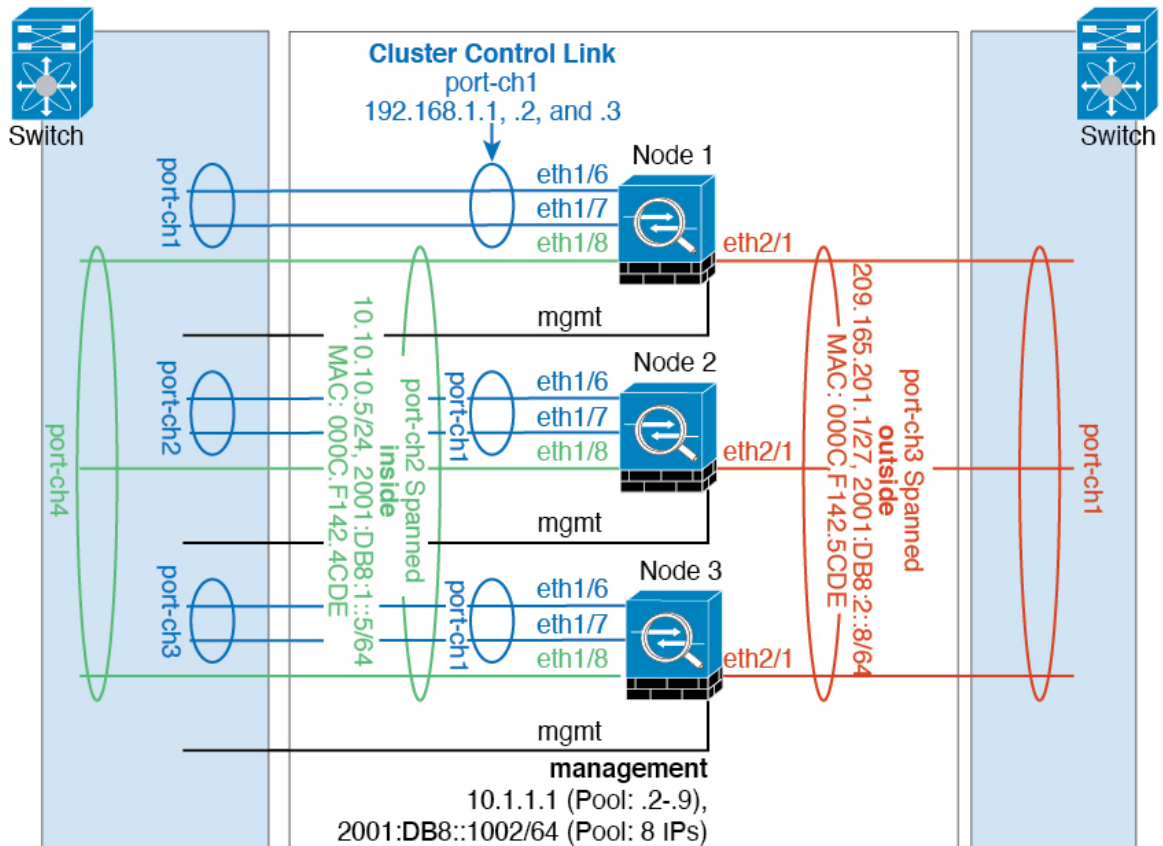 Switch
Switch
Cluster Control Link
port-ch1
192.168.1.1, .2, and .3
Node 1
port-ch1
eth1/6
eth1/7
eth1/8
eth2/1
mgmt
Node 2
port-ch2
port-ch1
eth1/6
eth1/7
eth1/8
eth2/1
mgmt
Node 3
port-ch3
port-ch1
eth1/6
eth1/7
eth1/8
eth2/1
mgmt
port-ch4
port-ch2 Spanned
inside
10.10.10.5/24, 2001:DB8:1::5/64
MAC: 000C.F142.4CDE
port-ch3 Spanned
outside
209.165.201.1/27, 2001:DB8:2::8/64
MAC: 000C.F142.5CDE
port-ch1
management
10.1.1.1 (Pool: .2-.9),
2001:DB8::1002/64 (Pool: 8 IPs)